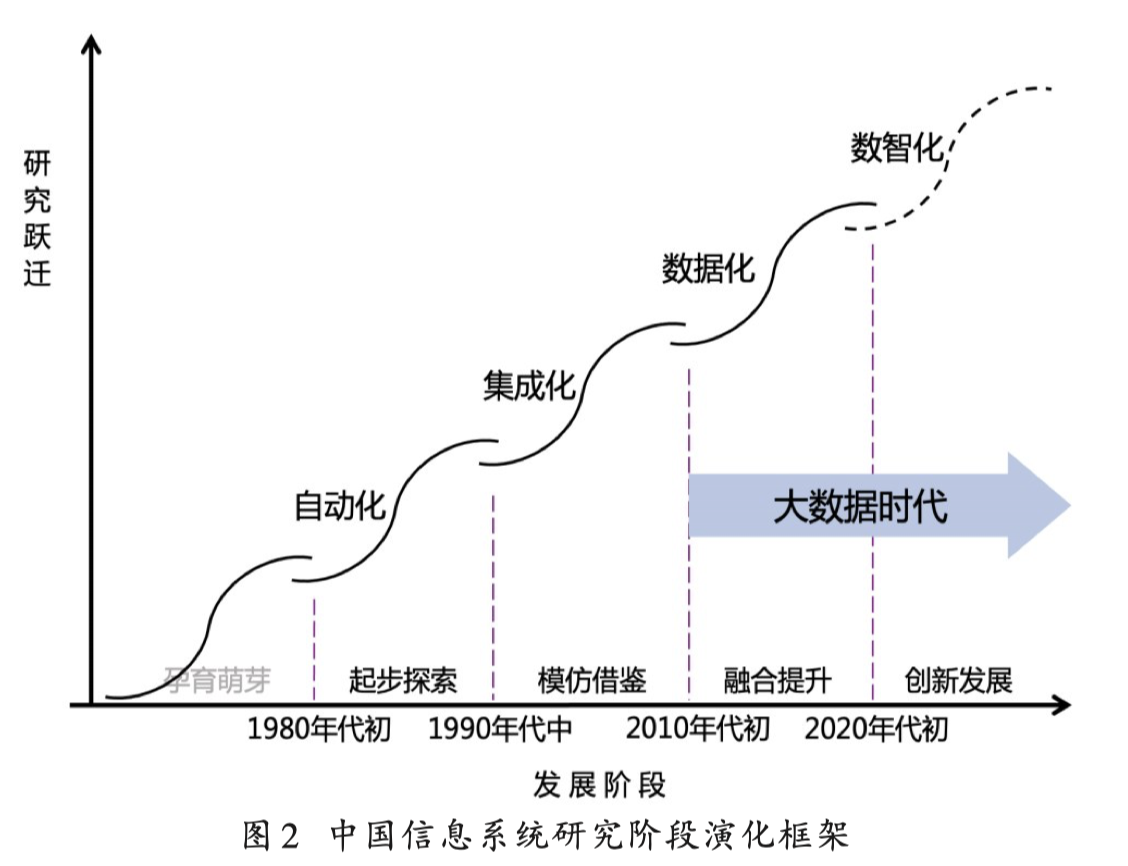 研究跃迁
数智化
数据化
集成化
自动化
大数据时代
孕育萌芽 起步探索 模仿借鉴 融合提升 创新发展
1980年代初 1990年代中 2010年代初 2020年代初
发展阶段
图2 中国信息系统研究阶段演化框架